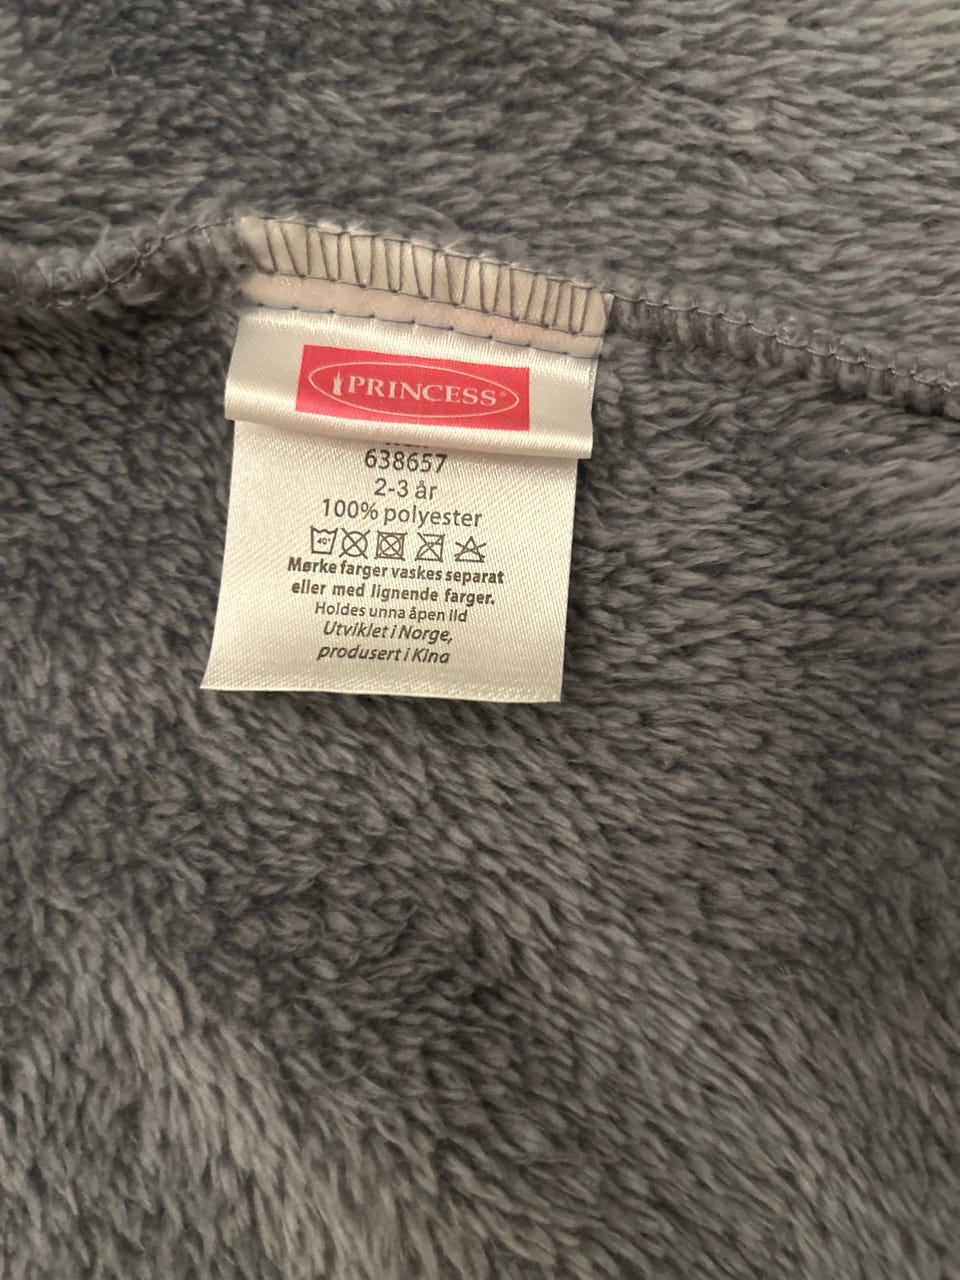 PRINCESS®
638657
2-3 år
100% polyester
40°
Mørke farger vaskes separat
eller med lignende farger.
Holdes unna åpen ild
Utviklet i Norge,
produsert i Kina